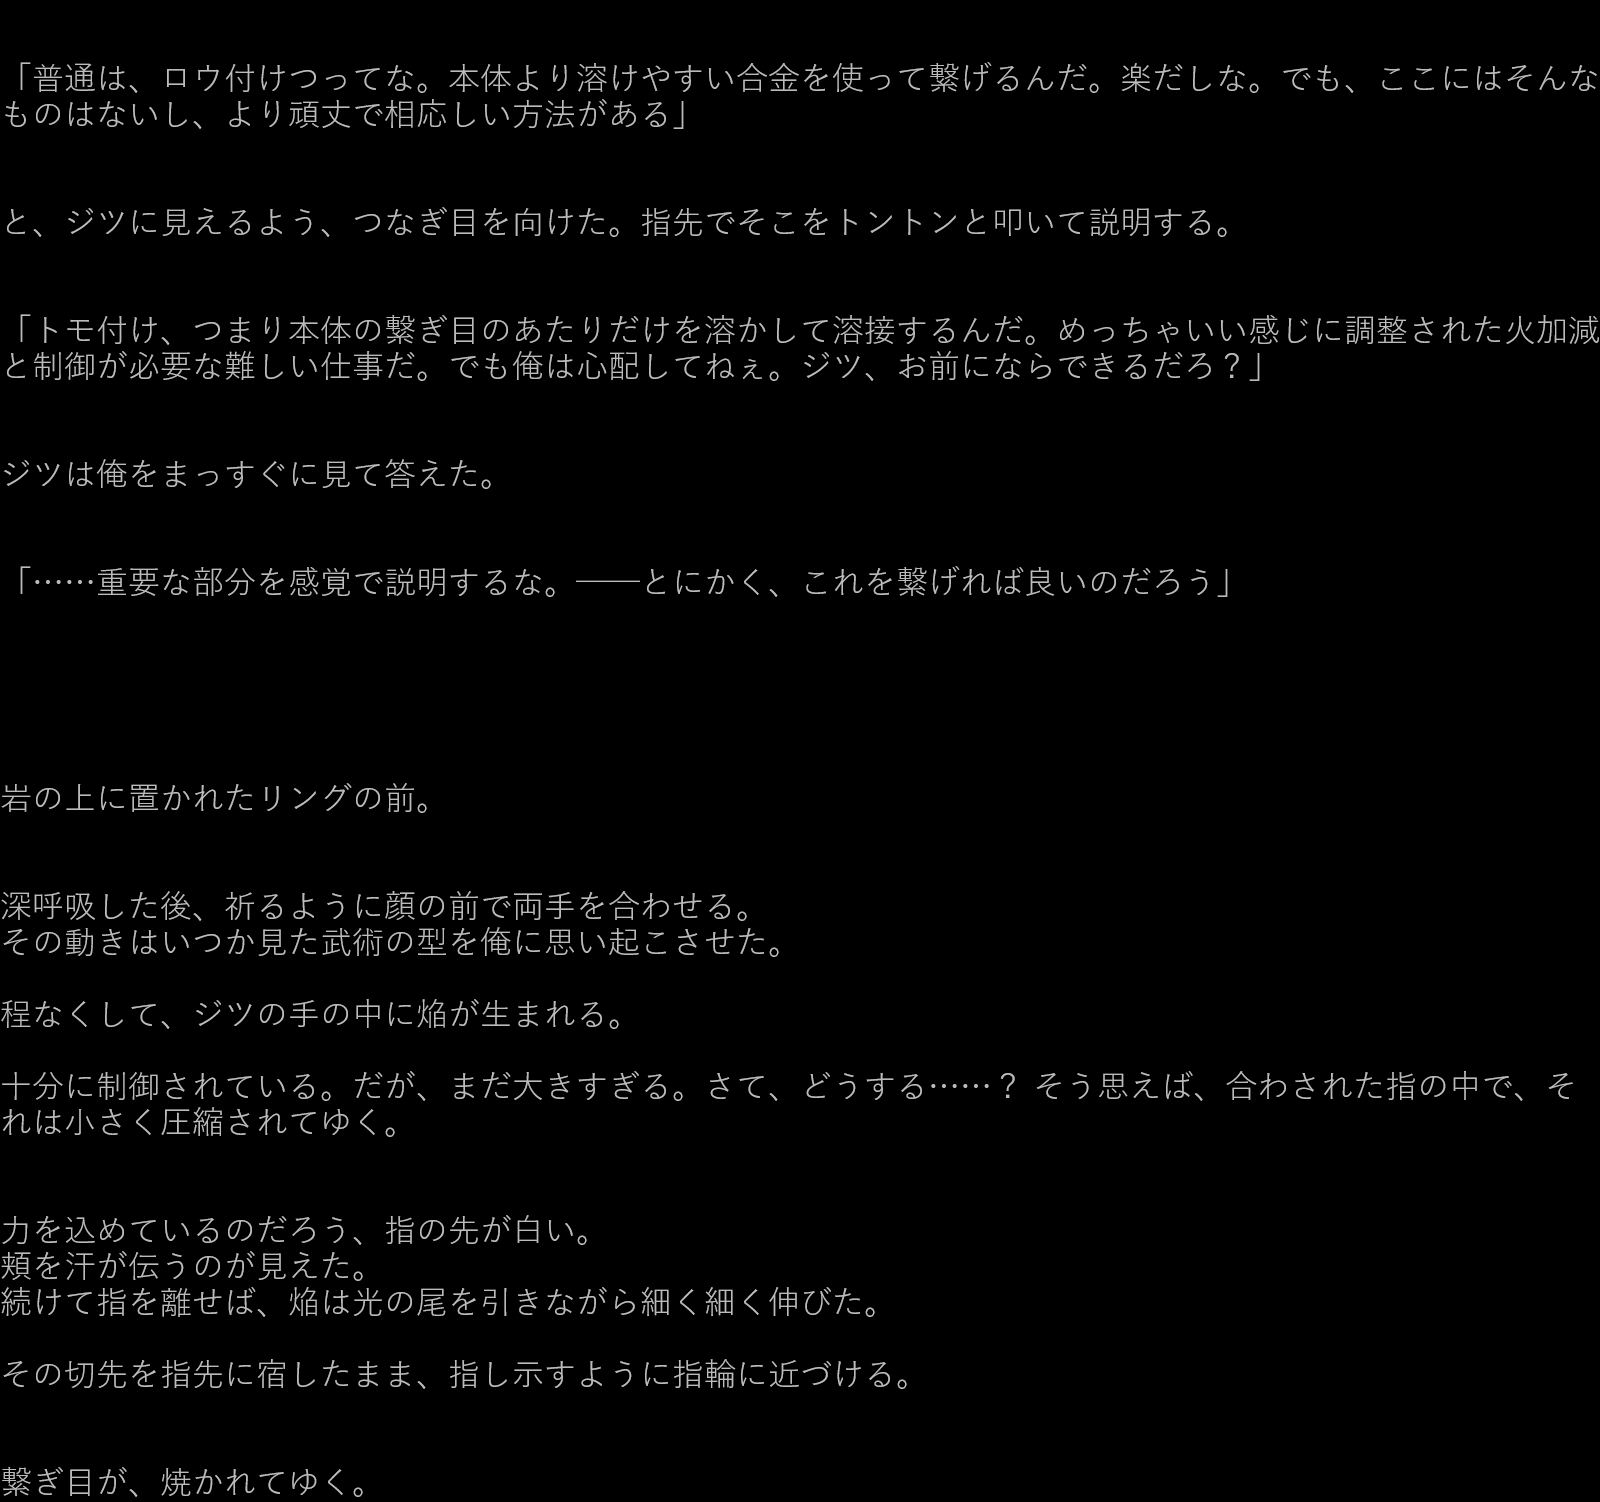 「普通は、ロウ付けつってな。本体より溶けやすい合金を使って繋げるんだ。楽だしな。でも、ここにはそんな
ものはないし、より頑丈で相応しい方法がある」
と、ジツに見えるよう、つなぎ目を向けた。指先でそこをトントンと叩いて説明する。
「トモ付け、つまり本体の繋ぎ目のあたりだけを溶かして溶接するんだ。めっちゃいい感じに調整された火加減
と制御が必要な難しい仕事だ。でも俺は心配してねぇ。ジツ、お前にならできるだろ？」
ジツは俺をまっすぐに見て答えた。
「……重要な部分を感覚で説明するな。――とにかく、これを繋げれば良いのだろう」
岩の上に置かれたリングの前。
深呼吸した後、祈るように顔の前で両手を合わせる。
その動きはいつか見た武術の型を俺に思い起こさせた。
程なくして、ジツの手の中に焔が生まれる。
十分に制御されている。だが、まだ大きすぎる。さて、どうする……？ そう思えば、合わされた指の中で、そ
れは小さく圧縮されてゆく。
力を込めているのだろう、指の先が白い。
頬を汗が伝うのが見えた。
続けて指を離せば、焔は光の尾を引きながら細く細く伸びた。
その切先を指先に宿したまま、指し示すように指輪に近づける。
繋ぎ目が、焼かれてゆく。